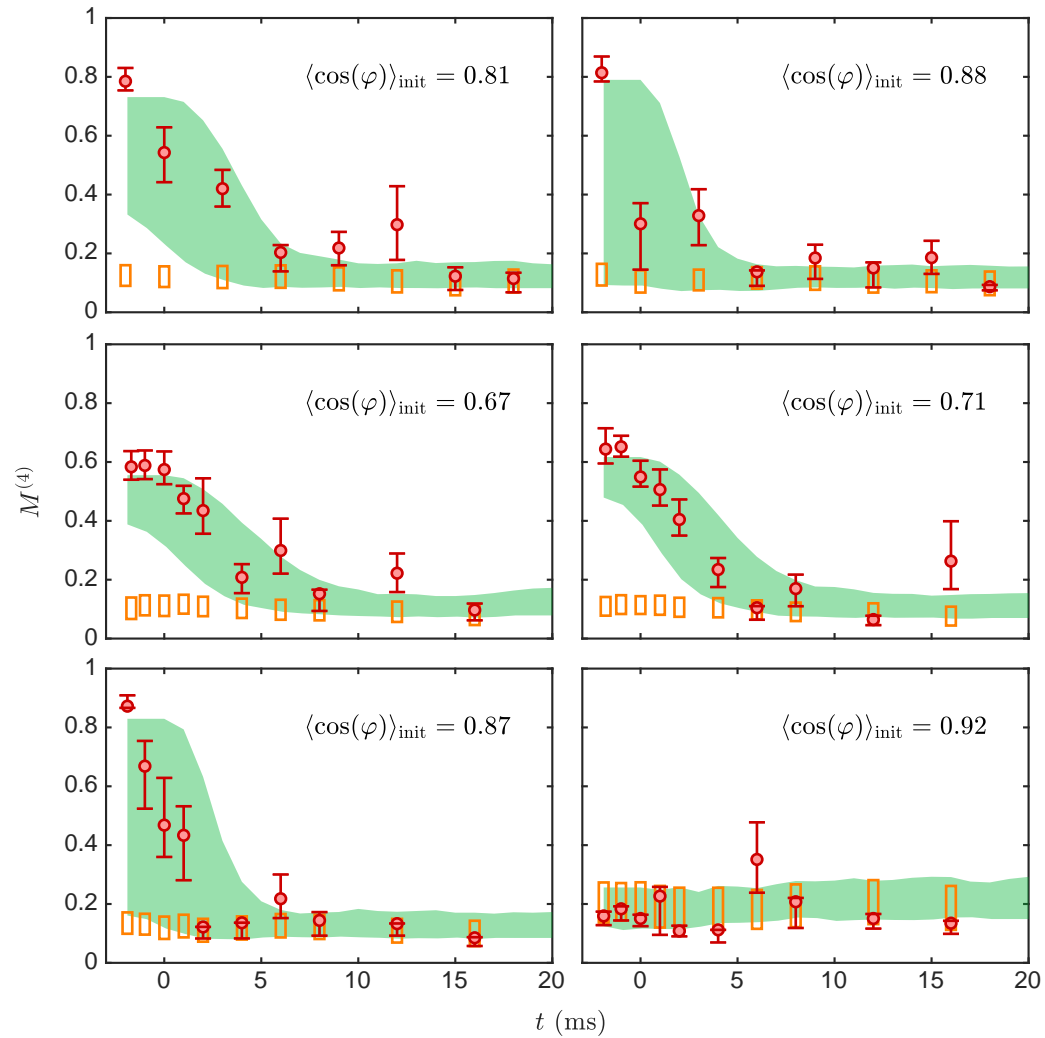 1
0.8
0.6
0.4
0.2
0
⟨cos(φ)⟩init = 0.81
⟨cos(φ)⟩init = 0.88
1
0.8
0.6
0.4
0.2
0
⟨cos(φ)⟩init = 0.67
⟨cos(φ)⟩init = 0.71
M(4)
1
0.8
0.6
0.4
0.2
0
⟨cos(φ)⟩init = 0.87
⟨cos(φ)⟩init = 0.92
0 5 10 15 20
0 5 10 15 20
t (ms)